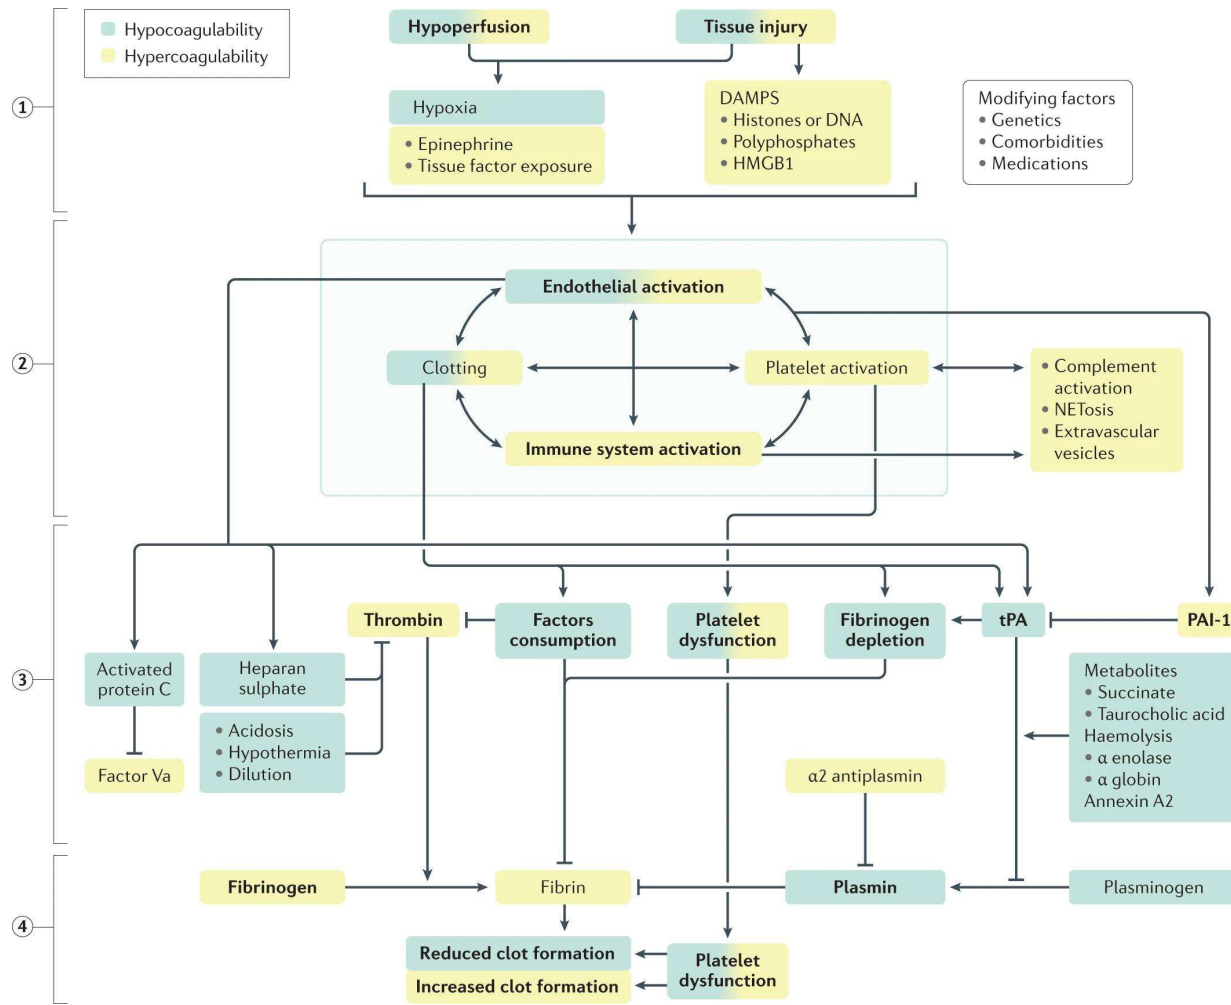 Hypocoagulability
Hypercoagulability
Hypoperfusion
Tissue injury
1
Hypoxia
• Epinephrine
• Tissue factor exposure
DAMPS
• Histones or DNA
• Polyphosphates
• HMGB1
Modifying factors
• Genetics
• Comorbidities
• Medications
2
Endothelial activation
Clotting
Platelet activation
Immune system activation
• Complement
activation
• NETosis
• Extravascular
vesicles
3
Thrombin
Factors
consumption
Platelet
dysfunction
Fibrinogen
depletion
tPA
PAI-1
Activated
protein C
Heparan
sulphate
• Acidosis
• Hypothermia
• Dilution
Factor Va
Metabolites
• Succinate
• Taurocholic acid
Haemolysis
• α enolase
• α globin
Annexin A2
α2 antiplasmin
4
Fibrinogen
Fibrin
Plasmin
Plasminogen
Reduced clot formation
Increased clot formation
Platelet
dysfunction